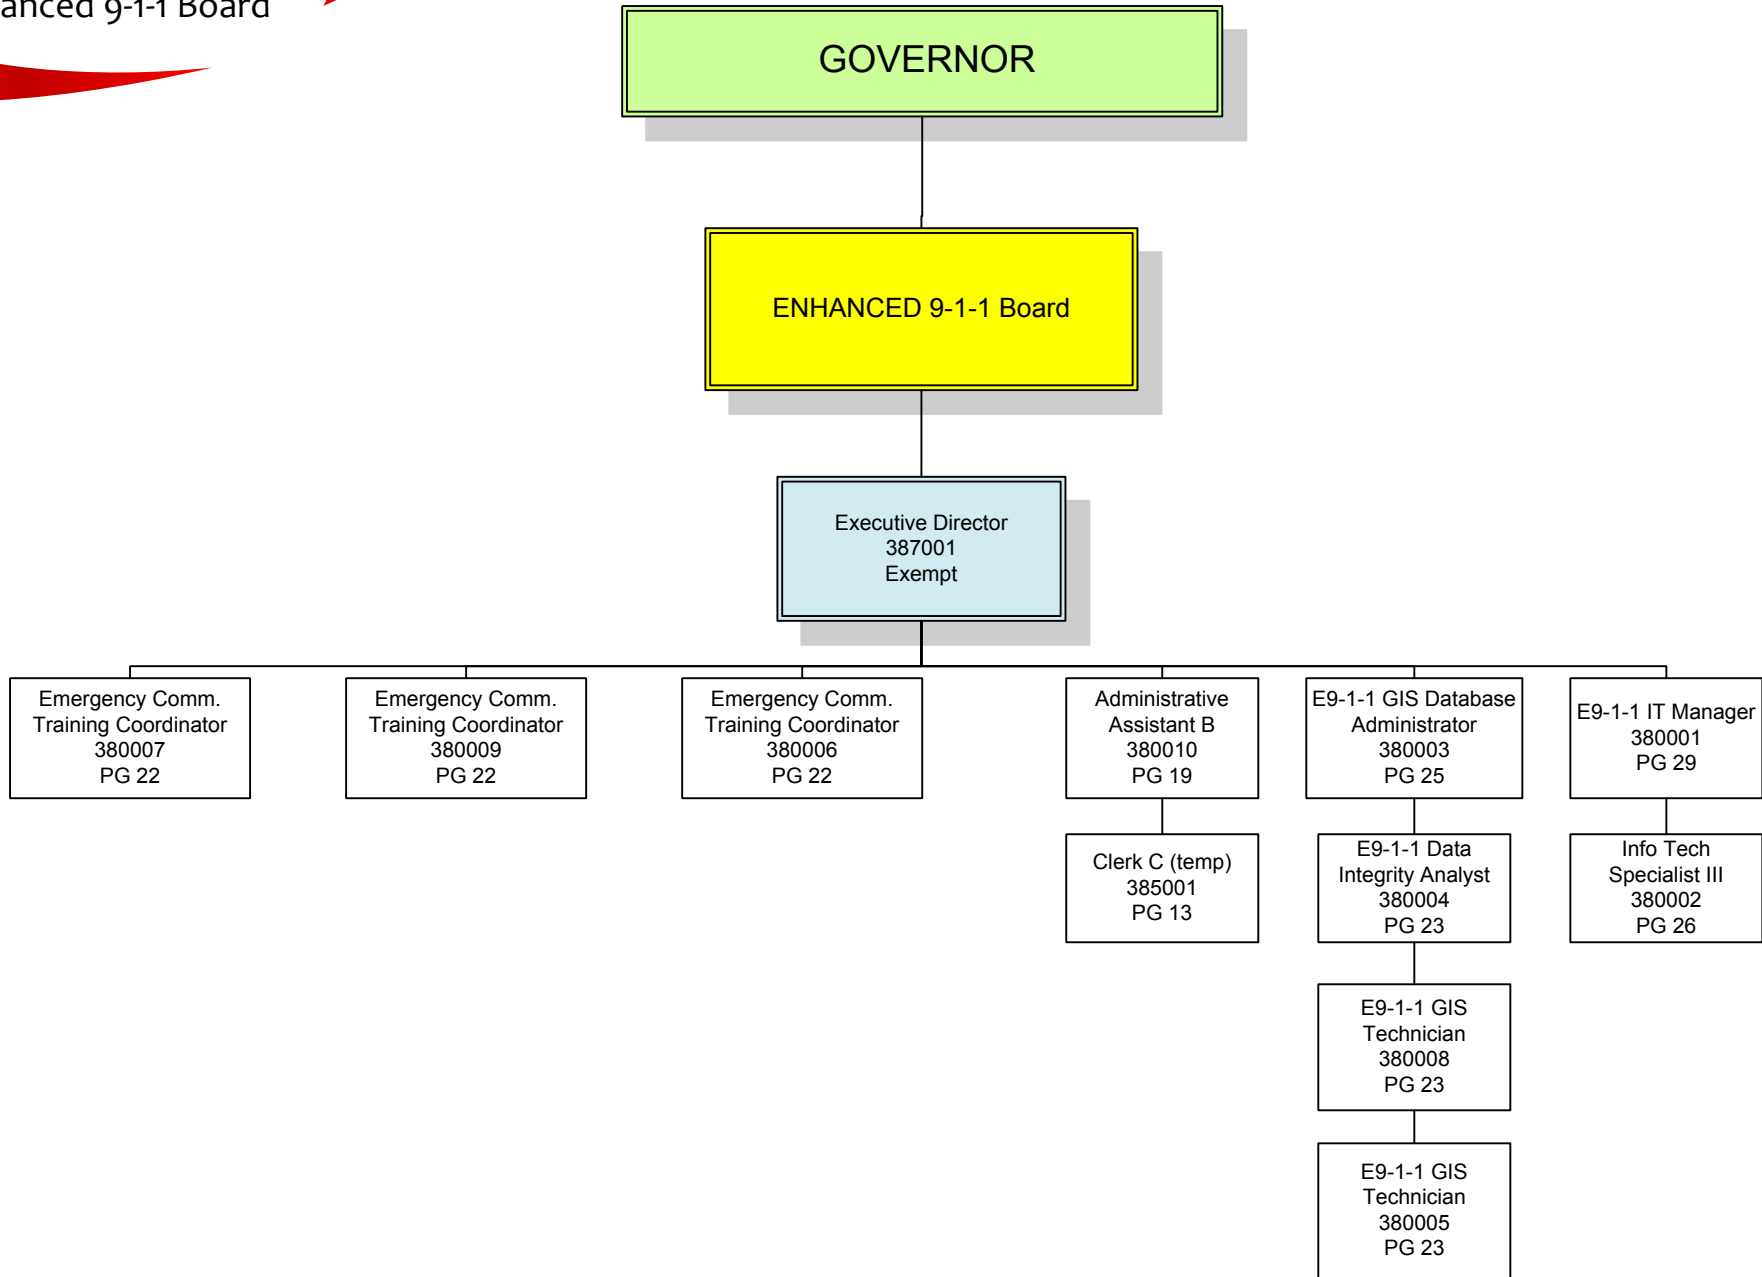 anced 9-1-1 Board
GOVERNOR
ENHANCED 9-1-1 Board
Executive Director
387001
Exempt
Emergency Comm.
Training Coordinator
380007
PG 22
Emergency Comm.
Training Coordinator
380009
PG 22
Emergency Comm.
Training Coordinator
380006
PG 22
Administrative
Assistant B
380010
PG 19
E9-1-1 GIS Database
Administrator
380003
PG 25
E9-1-1 IT Manager
380001
PG 29
Clerk C (temp)
385001
PG 13
E9-1-1 Data
Integrity Analyst
380004
PG 23
Info Tech
Specialist III
380002
PG 26
E9-1-1 GIS
Technician
380008
PG 23
E9-1-1 GIS
Technician
380005
PG 23